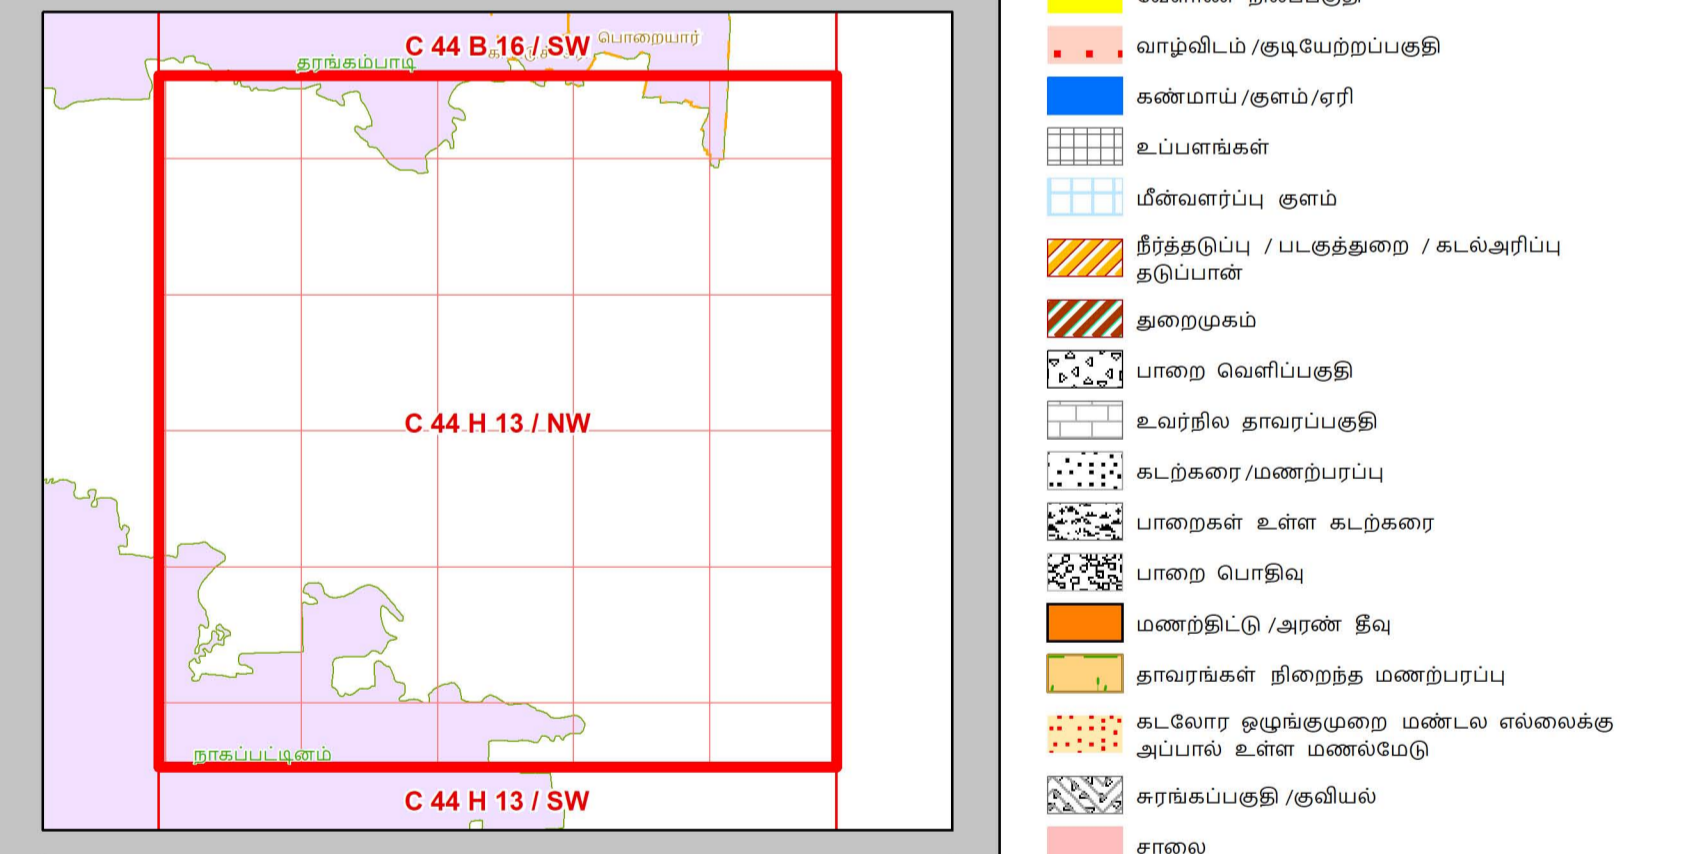 பொறையார்
C 44 B 16 / SW
தரங்கம்பாடி
C 44 H 13 / NW
நாகப்பட்டினம்
C 44 H 13 / SW
வாழ்விடம் /குடியேற்றப்பகுதி
கண்மாய் /குளம் /ஏரி
உப்பளங்கள்
மீன்வளர்ப்பு குளம்
நீர்த்தடுப்பு / படகுத்துறை / கடல்அரிப்பு
தடுப்பான்
துறைமுகம்
பாறை வெளிப்பகுதி
உவர்நில தாவரப்பகுதி
கடற்கரை /மணற்பரப்பு
பாறைகள் உள்ள கடற்கரை
பாறை பொதிவு
மணற்திட்டு /அரண் தீவு
தாவரங்கள் நிறைந்த மணற்பரப்பு
கடலோர ஒழுங்குமுறை மண்டல எல்லைக்கு
அப்பால் உள்ள மணல்மேடு
சுரங்கப்பகுதி /குவியல்
சாலை